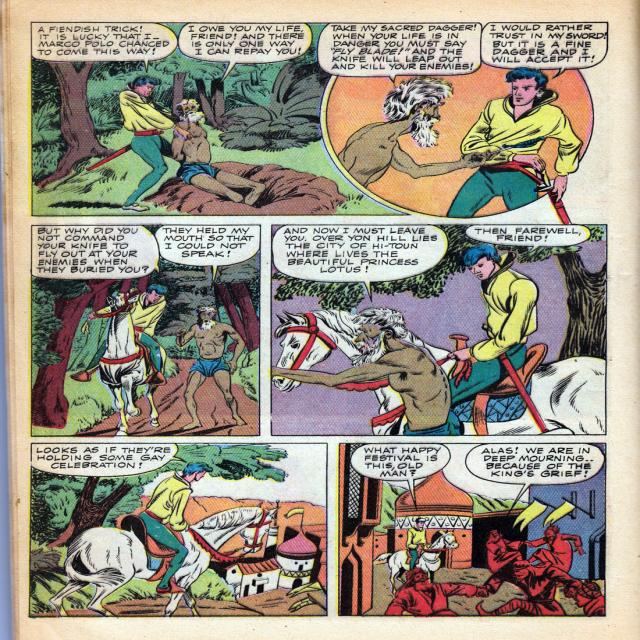 A FIENDISH TRICK!
IT IS LUCKY THAT I--
MARCO POLO CHANCED
TO COME THIS WAY!
I OWE YOU MY LIFE,
FRIEND! AND THERE
IS ONLY ONE WAY
I CAN REPAY YOU!
TAKE MY SACRED DAGGER!
WHEN YOUR LIFE IS IN
DANGER YOU MUST SAY
"FLY BLADE!" AND THE
KNIFE WILL LEAP OUT
AND KILL YOUR ENEMIES!
I WOULD RATHER
TRUST IN MY SWORD!
BUT IT IS A FINE
DAGGER AND I
WILL ACCEPT IT!
BUT WHY DID YOU
NOT COMMAND
YOUR KNIFE TO
FLY OUT AT YOUR
ENEMIES WHEN
THEY BURIED YOU?
THEY HELD MY
MOUTH SO THAT
I COULD NOT
SPEAK!
AND NOW I MUST LEAVE
YOU. OVER YON HILL LIES
THE CITY OF HI-TOUN
WHERE LIVES THE
BEAUTIFUL PRINCESS
LOTUS!
THEN FAREWELL,
FRIEND!
LOOKS AS IF THEY'RE
HOLDING SOME GAY
CELEBRATION!
WHAT HAPPY
FESTIVAL IS
THIS, OLD
MAN?
ALAS! WE ARE IN
DEEP MOURNING..
BECAUSE OF THE
KING'S GRIEF!